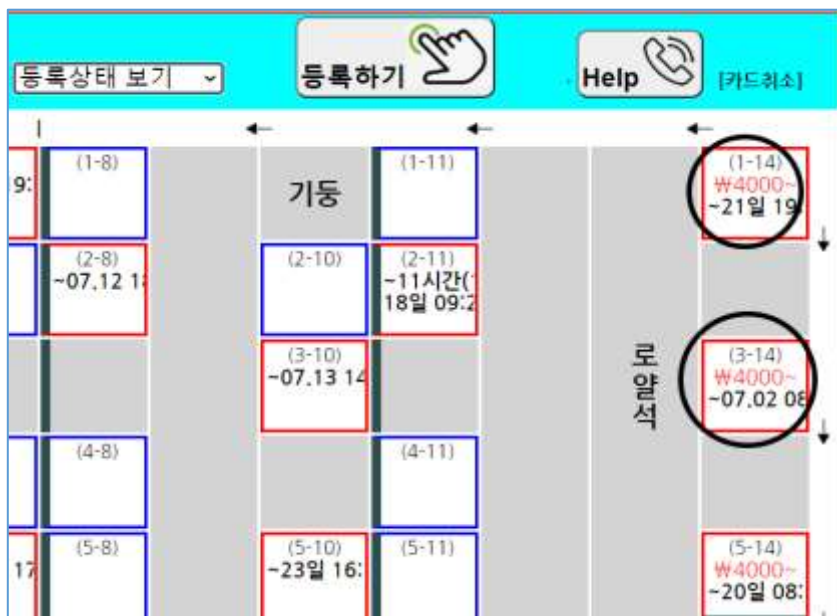 등록상태 보기
등록하기
Help
[카드취소]
9:
(1-8)
기둥
(1-11)
(1-14)
₩4000~
~21일 19
(2-8)
~07.12 1
(2-10)
(2-11)
~11시간(
18일 09:2
(3-10)
~07.13 14
로얄석
(3-14)
₩4000~
~07.02 08
(4-8)
(4-11)
17
(5-8)
(5-10)
~23일 16:
(5-11)
(5-14)
₩4000~
~20일 08: